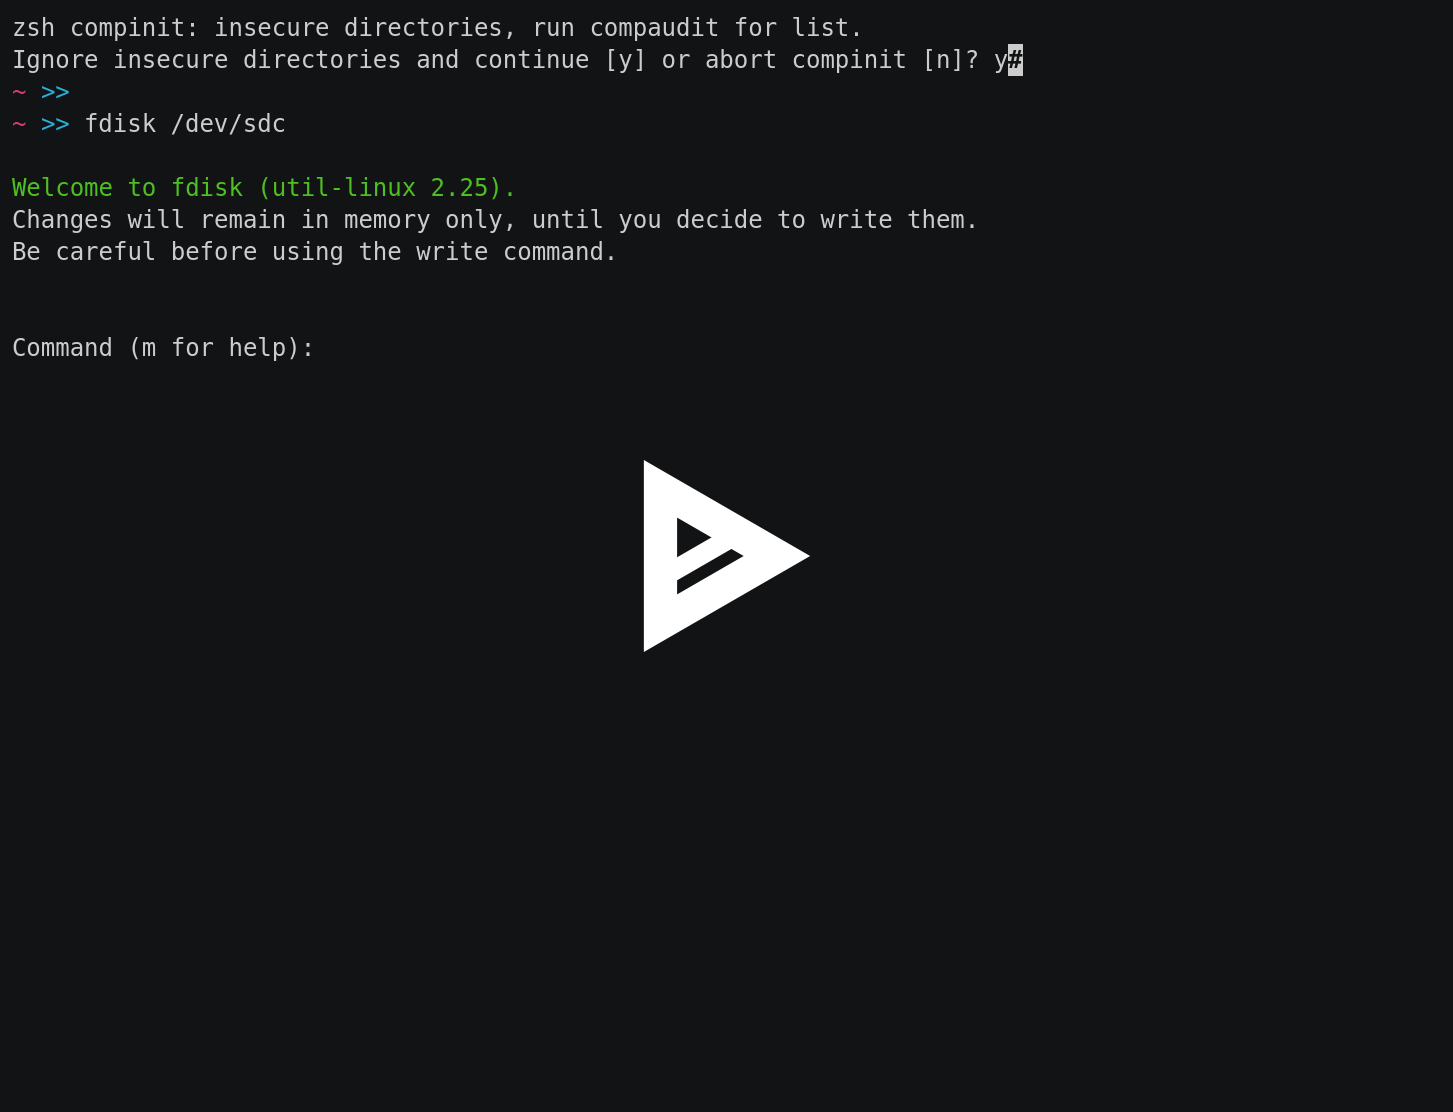 zsh compinit: insecure directories, run compaudit for list.
Ignore insecure directories and continue [y] or abort compinit [n]? y#
~ >>
~ >> fdisk /dev/sdc
Welcome to fdisk (util-linux 2.25).
Changes will remain in memory only, until you decide to write them.
Be careful before using the write command.
Command (m for help):